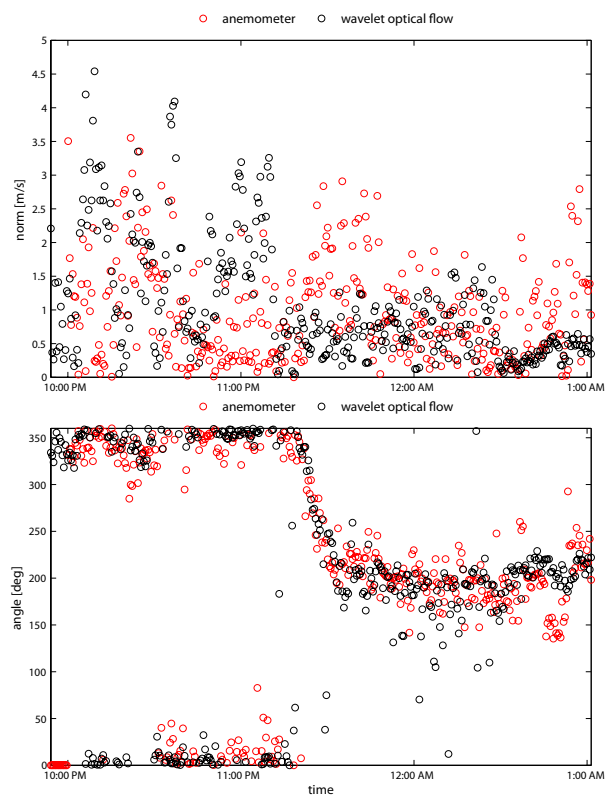 anemometer wavelet optical flow
5
4.5
4
3.5
3
2.5
2
1.5
1
0.5
0
norm [m/s]
10:00 PM 11:00 PM 12:00 AM 1:00 AM
anemometer wavelet optical flow
350
300
250
200
150
100
50
0
angle [deg]
10:00 PM 11:00 PM 12:00 AM 1:00 AM
time